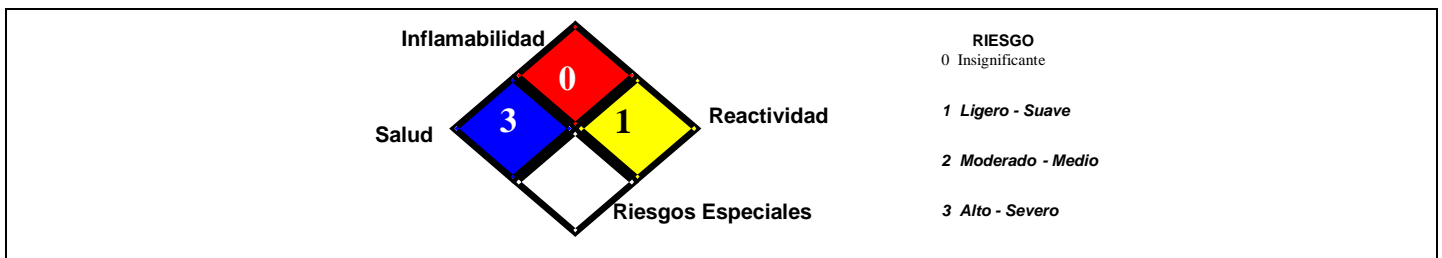 Inflamabilidad
0
3
1
Salud
Reactividad
Riesgos Especiales
RIESGO
0 Insignificante
1 Ligero - Suave
2 Moderado - Medio
3 Alto - Severo